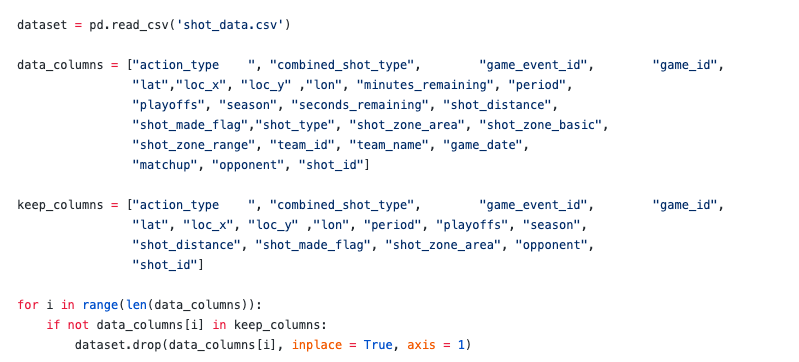 dataset = pd.read_csv('shot_data.csv')
data_columns = ["action_type    ", "combined_shot_type",        "game_event_id",        "game_id",
                "lat","loc_x", "loc_y" ,"lon", "minutes_remaining", "period",
                "playoffs", "season", "seconds_remaining", "shot_distance",
                "shot_made_flag","shot_type", "shot_zone_area", "shot_zone_basic",
                "shot_zone_range", "team_id", "team_name", "game_date",
                "matchup", "opponent", "shot_id"]
keep_columns = ["action_type    ", "combined_shot_type",        "game_event_id",        "game_id",
                "lat", "loc_x", "loc_y" ,"lon", "period", "playoffs", "season",
                "shot_distance", "shot_made_flag", "shot_zone_area", "opponent",
                "shot_id"]
for i in range(len(data_columns)):
    if not data_columns[i] in keep_columns:
        dataset.drop(data_columns[i], inplace = True, axis = 1)